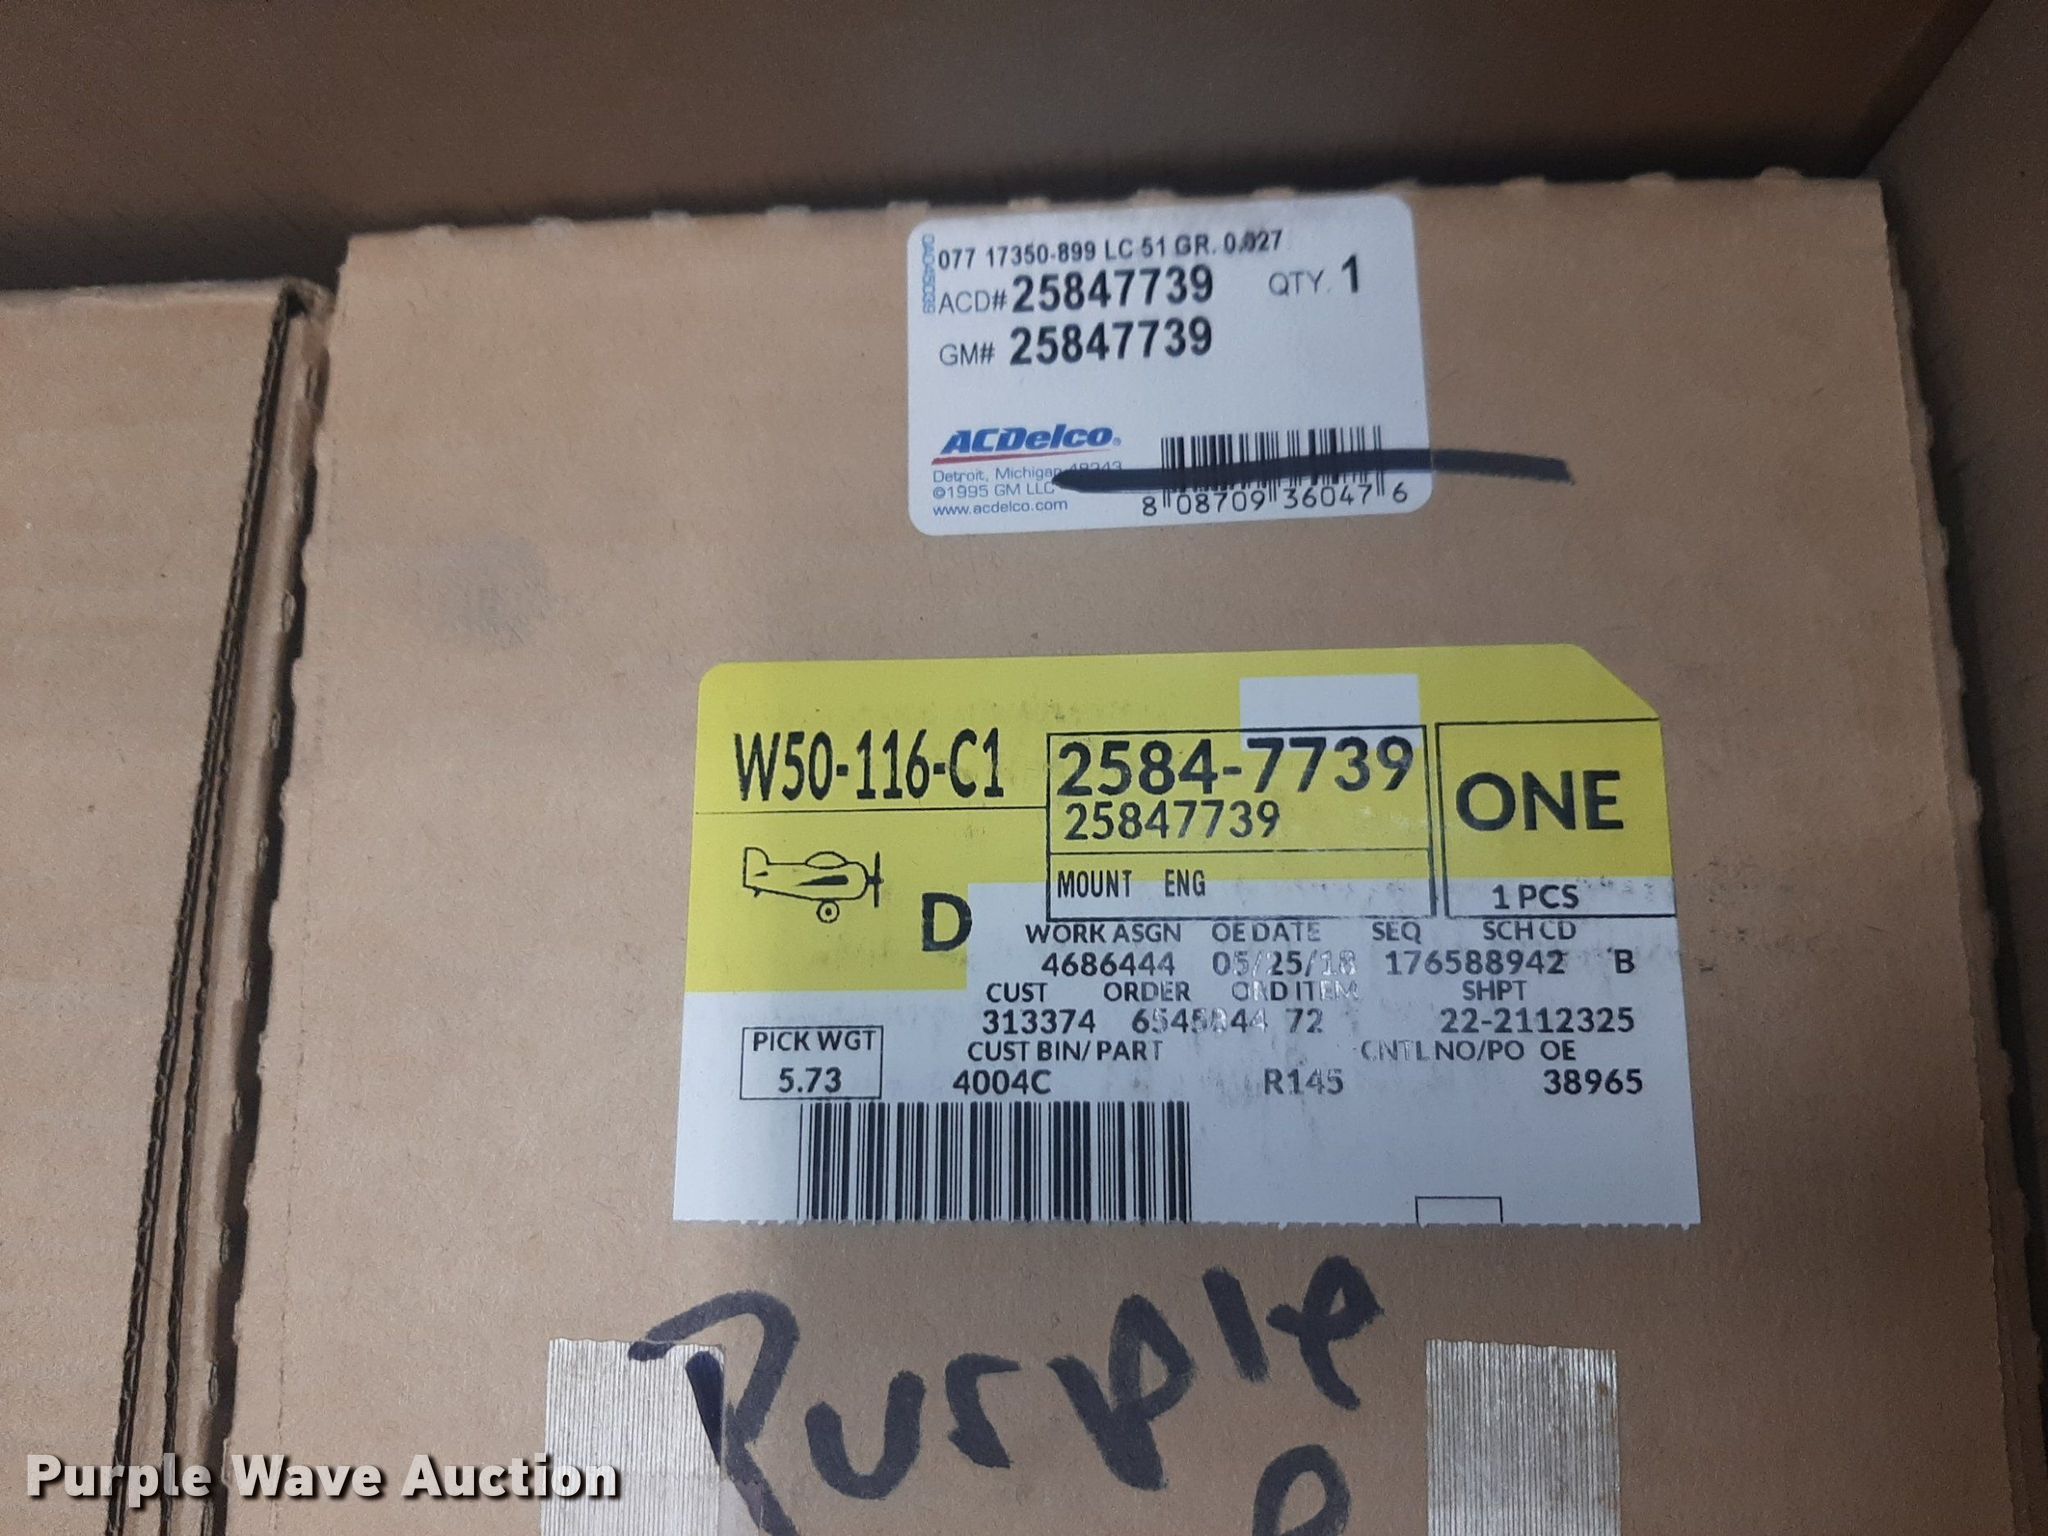 077 17350-899 LC 51 GR. 0.027
0A045039
ACD# 25847739 QTY. 1
GM# 25847739
ACDelco®
Detroit, Michigan 48243
©1995 GM LLC
www.acdelco.com
8 08709 36047 6
W50-116-C1
2584-7739
25847739
ONE
MOUNT ENG
1 PCS
D
WORK ASGN OE DATE SEQ SCH CD
4686444 05/25/18 176588942 B
CUST ORDER ORD ITEM SHPT
313374 6545844 72 22-2112325
PICK WGT
5.73
CUST BIN/PART CNTL NO/PO OE
4004C R145 38965
Purple
Purple Wave Auction